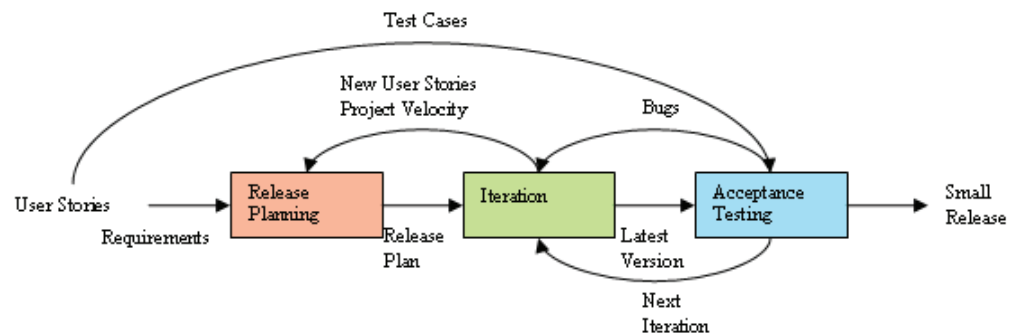 Test Cases
New User Stories
Project Velocity
Bugs
User Stories
Requirements
Release
Planning
Release
Plan
Iteration
Latest
Version
Acceptance
Testing
Next
Iteration
Small
Release